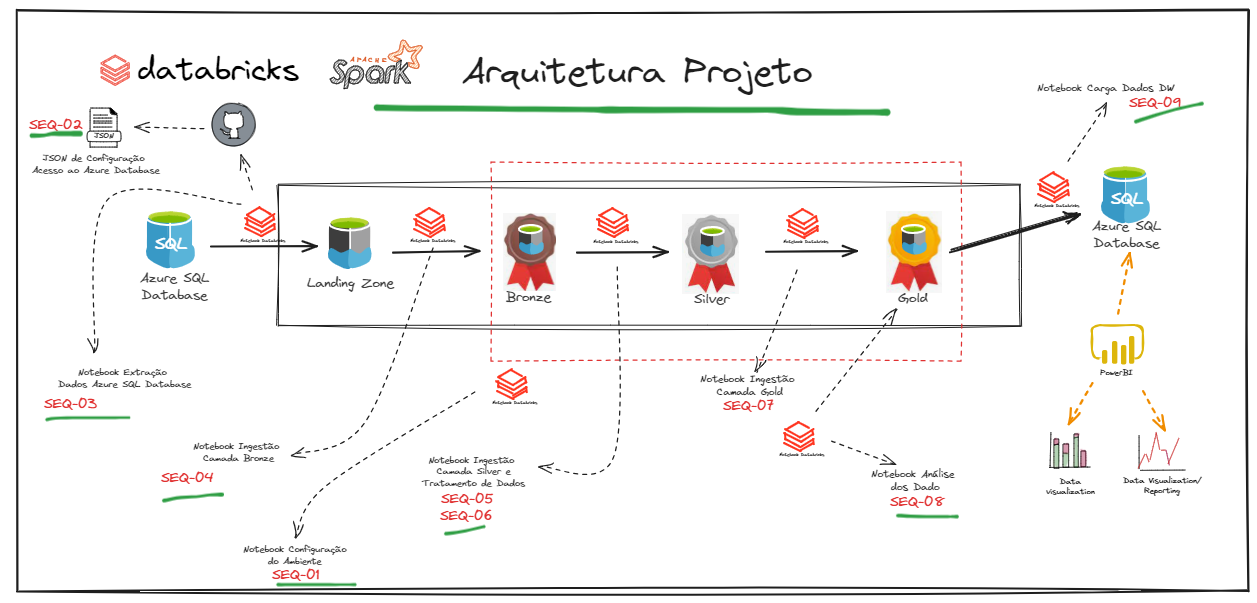 databricks
APACHE
Spark
Arquitetura Projeto
Notebook Carga Dados DW
SEQ-09
SEQ-02
JSON
JSON de Configuração
Acesso ao Azure Database
SQL
Azure SQL
Database
Notebook Databricks
Landing Zone
Notebook Databricks
Bronze
Notebook Databricks
Silver
Notebook Databricks
Gold
Notebook Databricks
SQL
Azure SQL
Database
PowerBI
Data
Visualization
Data Visualization/
Reporting
Notebook Extração
Dados Azure SQL Database
SEQ-03
Notebook Ingestão
Camada Bronze
SEQ-04
Notebook Databricks
Notebook Configuração
do Ambiente
SEQ-01
Notebook Ingestão
Camada Silver e
Tratamento de Dados
SEQ-05
SEQ-06
Notebook Ingestão
Camada Gold
SEQ-07
Notebook Databricks
Notebook Análise
dos Dado
SEQ-08